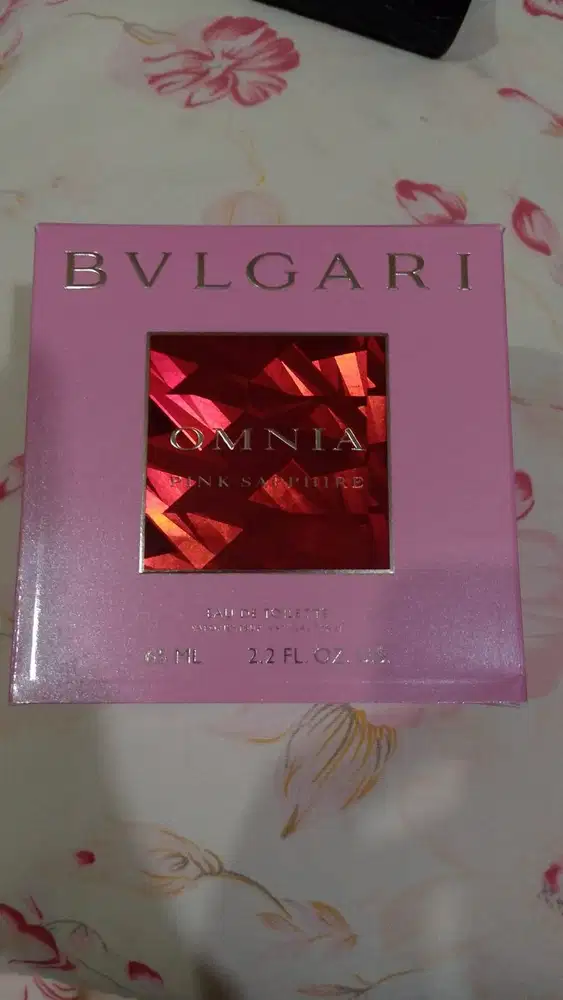 BVLGARI
OMNIA
PINK SAPPHIRE
EAU DE TOILETTE
65 ML 2.2 FL. OZ. U.S.